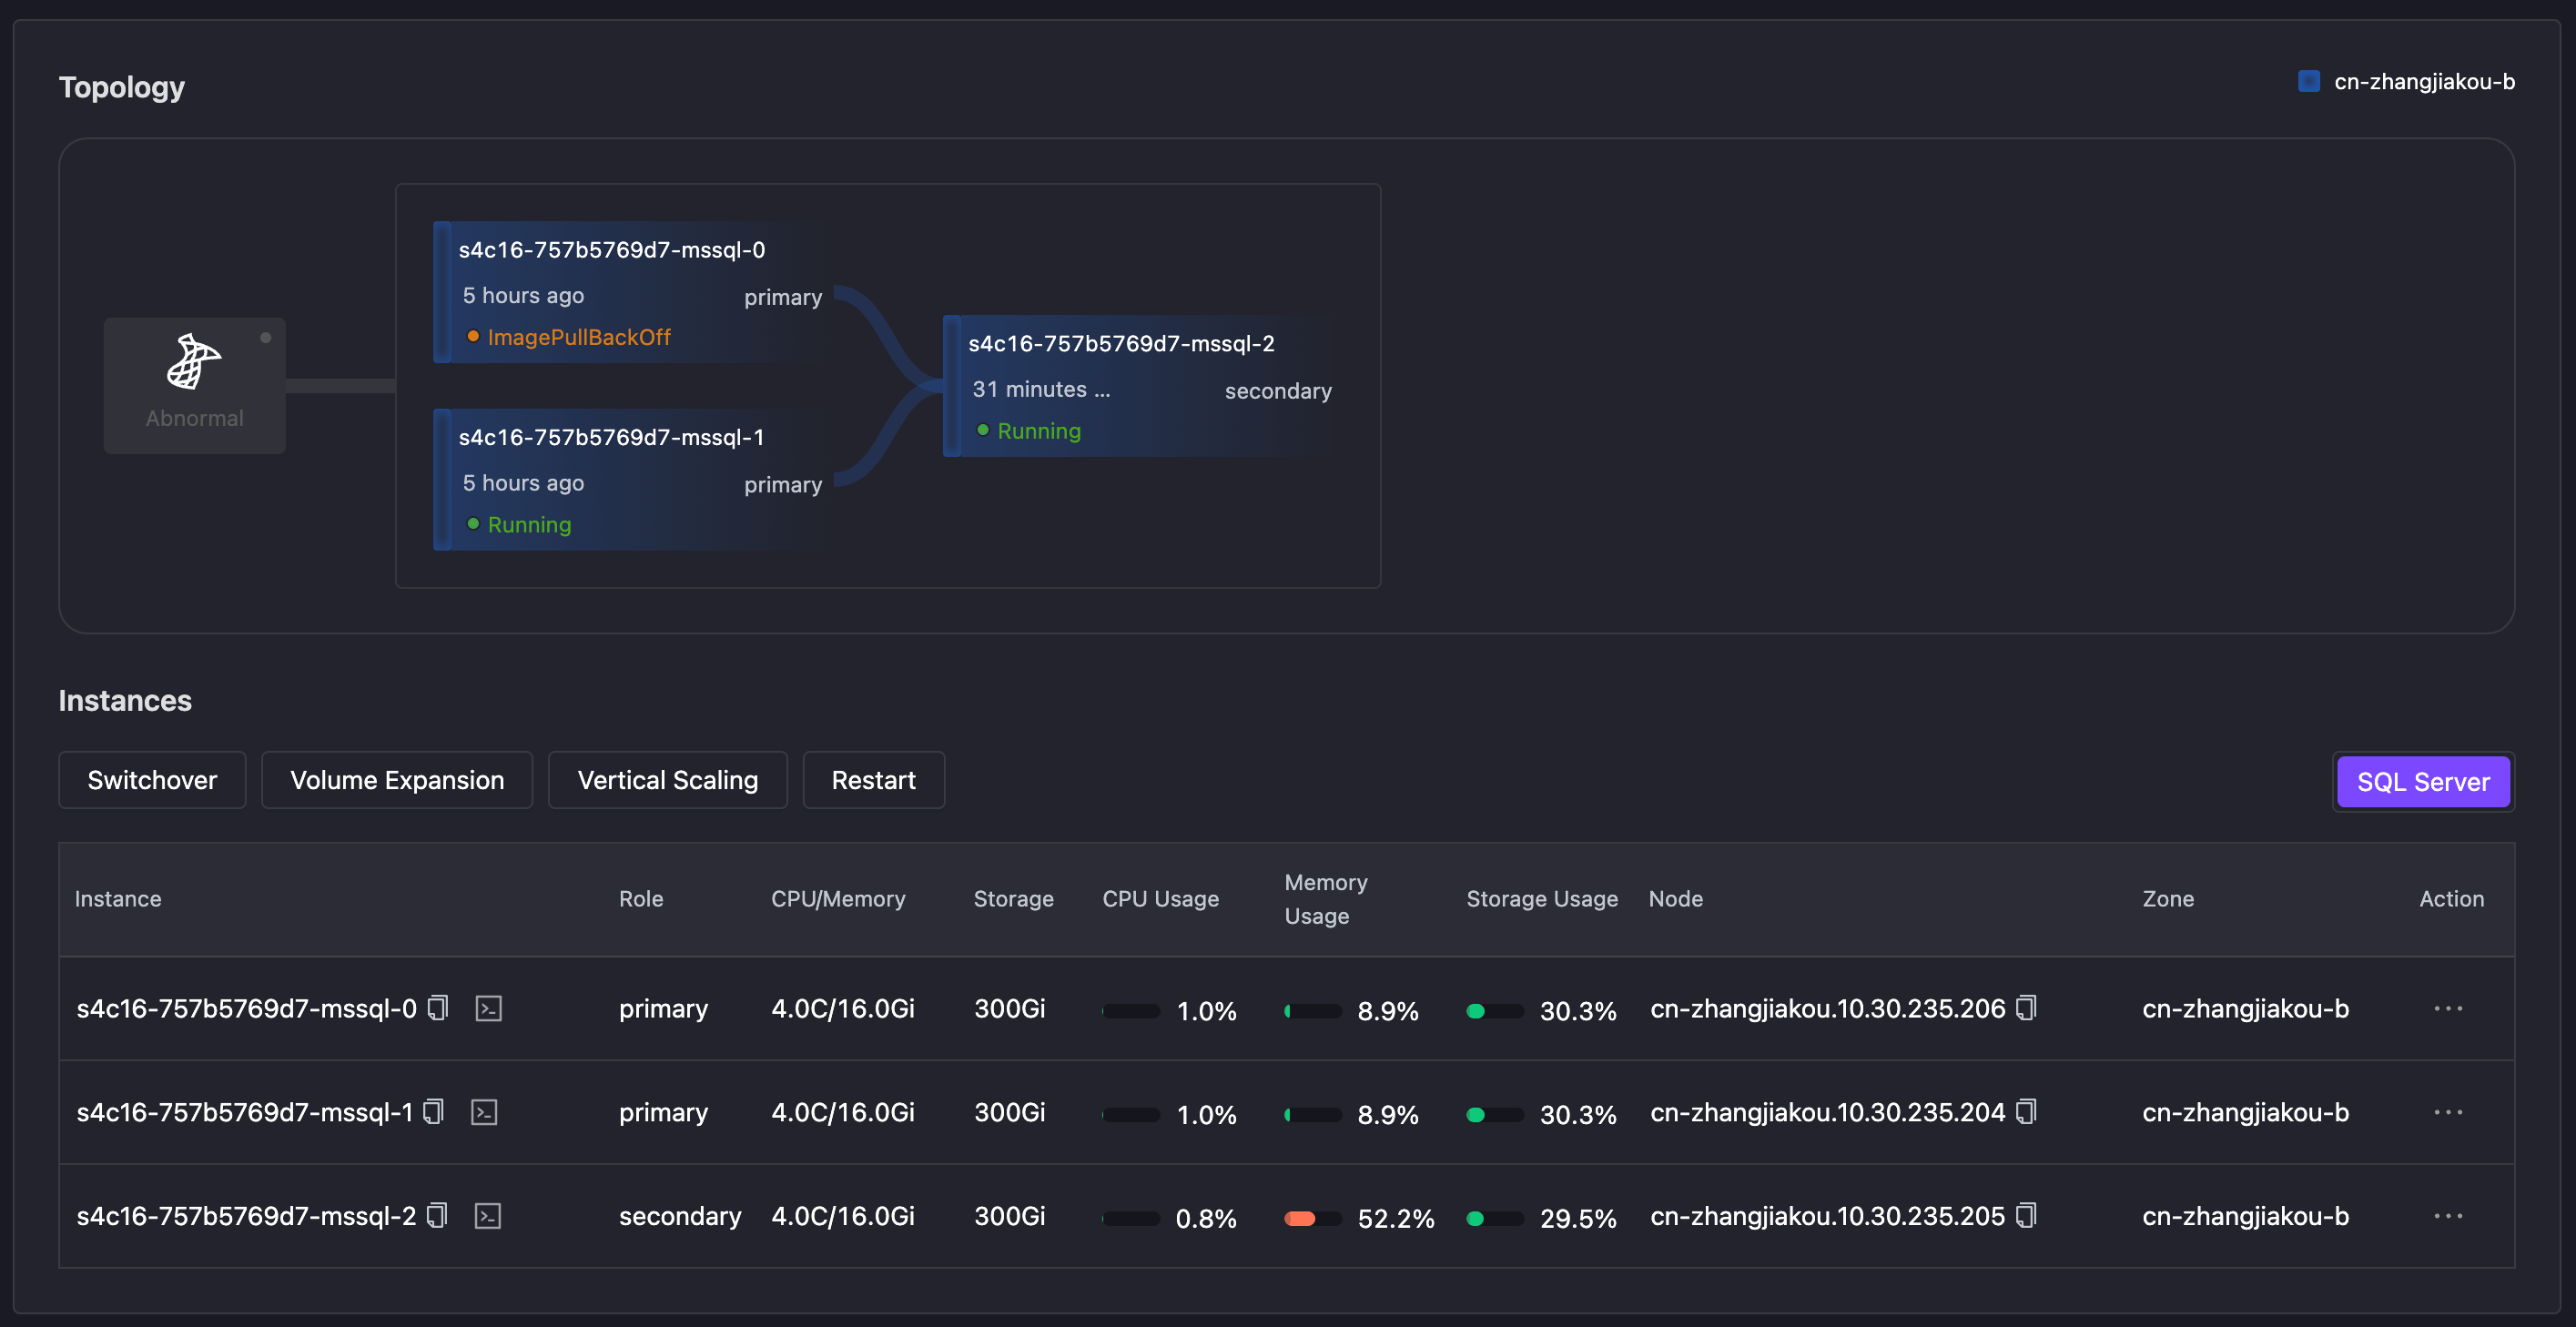 Topology
cn-zhangjiakou-b
Abnormal
s4c16-757b5769d7-mssql-0
5 hours ago
primary
ImagePullBackOff
s4c16-757b5769d7-mssql-1
5 hours ago
primary
Running
s4c16-757b5769d7-mssql-2
31 minutes ...
secondary
Running
Instances
Switchover
Volume Expansion
Vertical Scaling
Restart
SQL Server
Instance Role CPU/Memory Storage CPU Usage Memory Usage Storage Usage Node Zone Action
s4c16-757b5769d7-mssql-0 primary 4.0C/16.0Gi 300Gi 1.0% 8.9% 30.3% cn-zhangjiakou.10.30.235.206 cn-zhangjiakou-b ...
s4c16-757b5769d7-mssql-1 primary 4.0C/16.0Gi 300Gi 1.0% 8.9% 30.3% cn-zhangjiakou.10.30.235.204 cn-zhangjiakou-b ...
s4c16-757b5769d7-mssql-2 secondary 4.0C/16.0Gi 300Gi 0.8% 52.2% 29.5% cn-zhangjiakou.10.30.235.205 cn-zhangjiakou-b ...